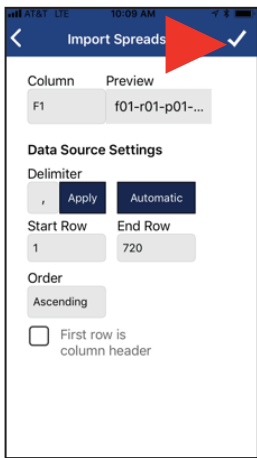 AT&T LTE 10:09 AM
Import Spreads
Column Preview
F1 f01-r01-p01-...
Data Source Settings
Delimiter
, Apply Automatic
Start Row End Row
1 720
Order
Ascending
First row is
column header